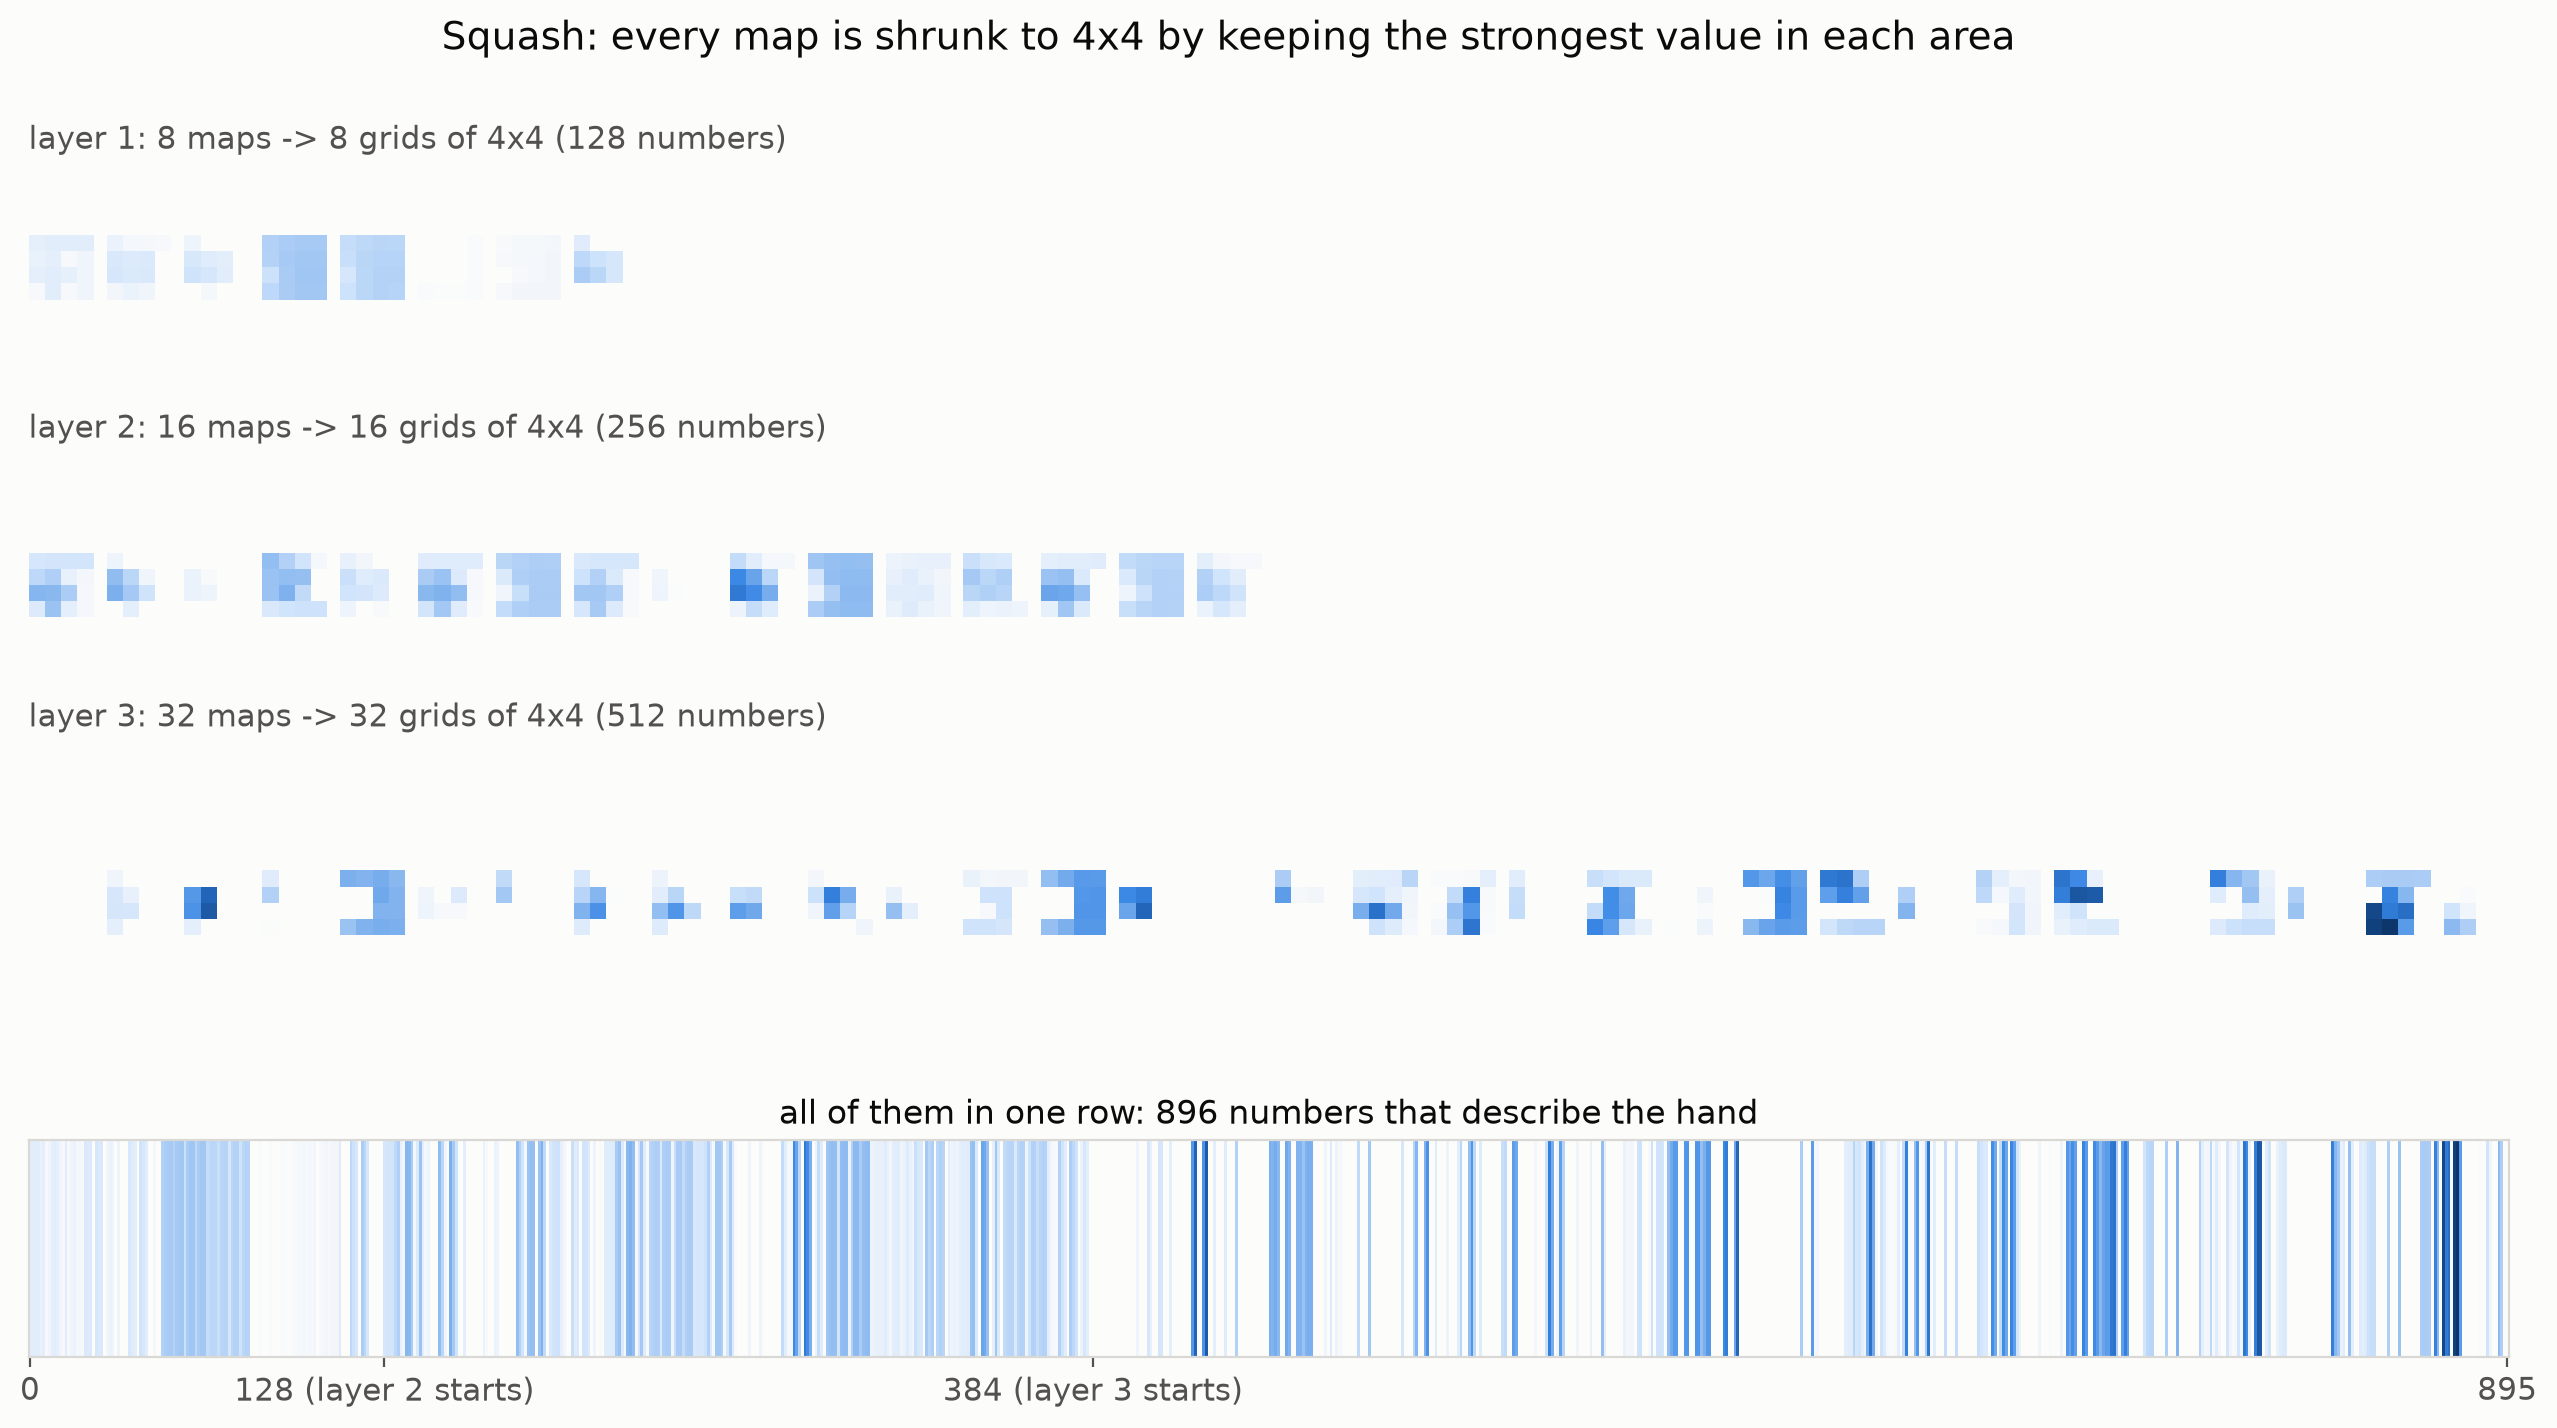 Squash: every map is shrunk to 4x4 by keeping the strongest value in each area
layer 1: 8 maps -> 8 grids of 4x4 (128 numbers)
layer 2: 16 maps -> 16 grids of 4x4 (256 numbers)
layer 3: 32 maps -> 32 grids of 4x4 (512 numbers)
all of them in one row: 896 numbers that describe the hand
0 128 (layer 2 starts) 384 (layer 3 starts) 895